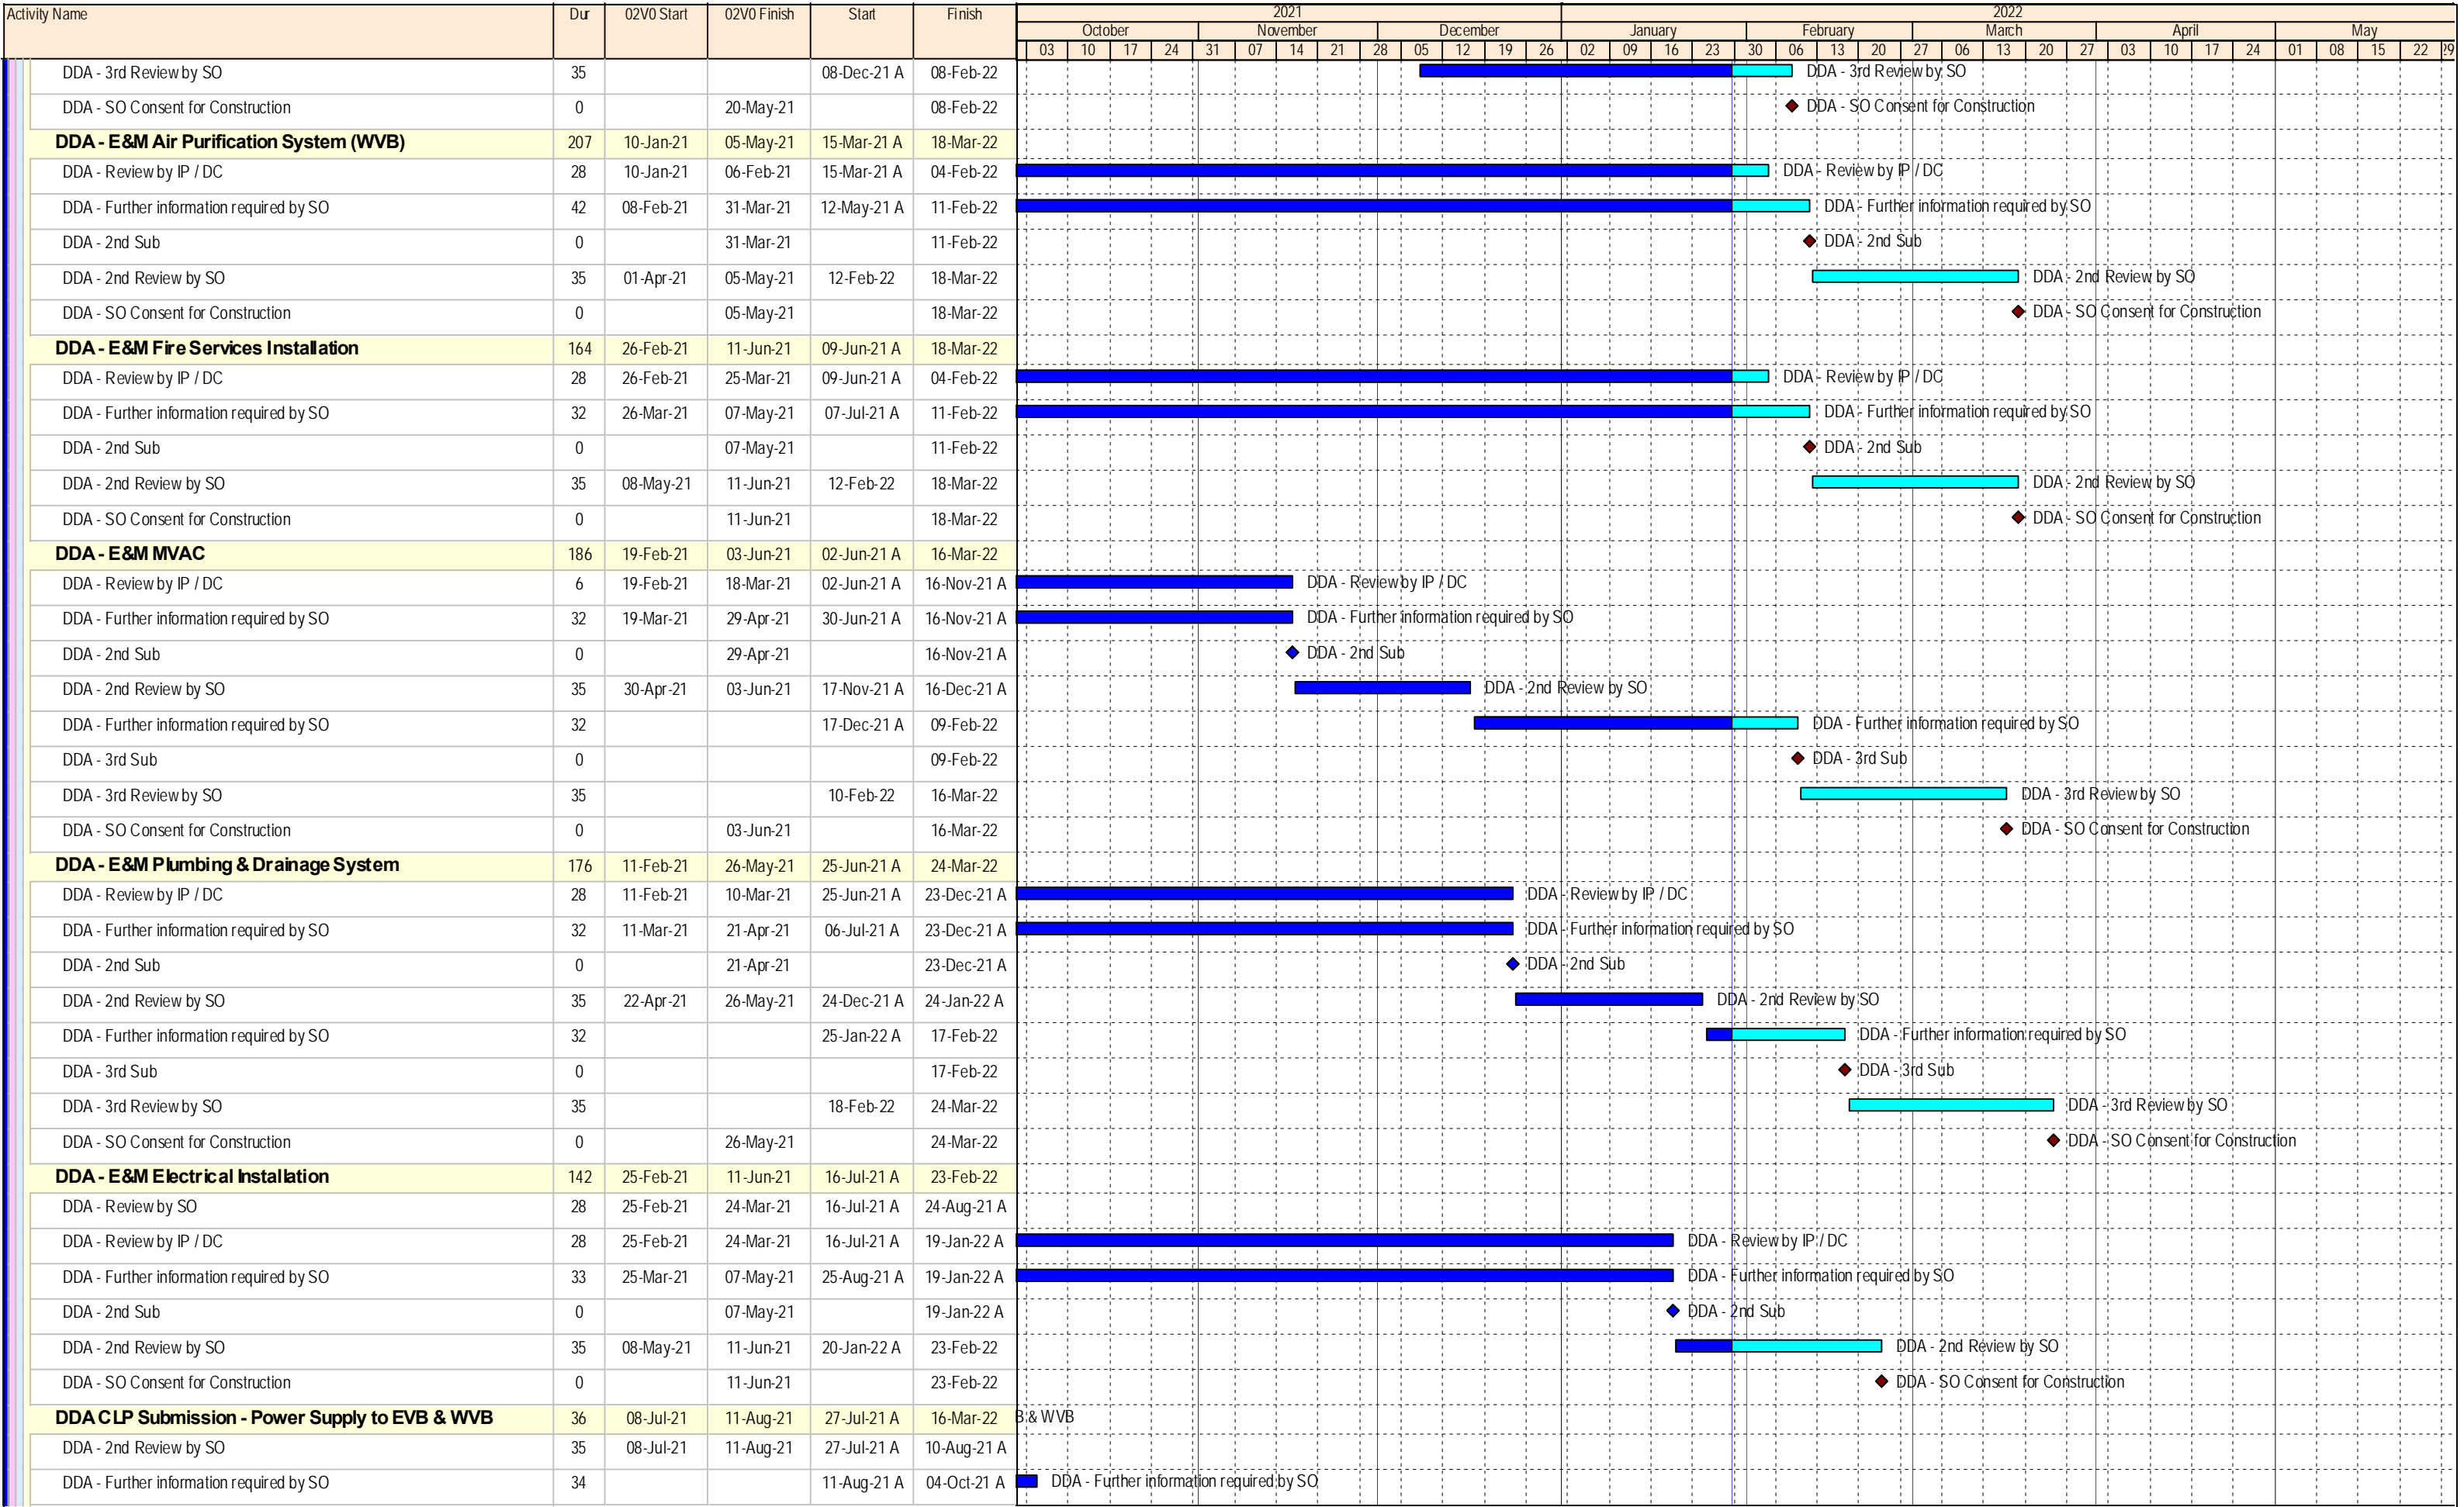 Activity Name Dur 02V0 Start 02V0 Finish Start Finish 2021 2022
October November December January February March April May
03 10 17 24 31 07 14 21 28 05 12 19 26 02 09 16 23 30 06 13 20 27 06 13 20 27 03 10 17 24 01 08 15 22 29
DDA - 3rd Review by SO 35 08-Dec-21 A 08-Feb-22 DDA - 3rd Review by SO
DDA - SO Consent for Construction 0 20-May-21 08-Feb-22 DDA - SO Consent for Construction
DDA - E&M Air Purification System (WVB) 207 10-Jan-21 05-May-21 15-Mar-21 A 18-Mar-22
DDA - Review by IP / DC 28 10-Jan-21 06-Feb-21 15-Mar-21 A 04-Feb-22 DDA - Review by IP / DC
DDA - Further information required by SO 42 08-Feb-21 31-Mar-21 12-May-21 A 11-Feb-22 DDA - Further information required by SO
DDA - 2nd Sub 0 31-Mar-21 11-Feb-22 DDA - 2nd Sub
DDA - 2nd Review by SO 35 01-Apr-21 05-May-21 12-Feb-22 18-Mar-22 DDA - 2nd Review by SO
DDA - SO Consent for Construction 0 05-May-21 18-Mar-22 DDA - SO Consent for Construction
DDA - E&M Fire Services Installation 164 26-Feb-21 11-Jun-21 09-Jun-21 A 18-Mar-22
DDA - Review by IP / DC 28 26-Feb-21 25-Mar-21 09-Jun-21 A 04-Feb-22 DDA - Review by IP / DC
DDA - Further information required by SO 32 26-Mar-21 07-May-21 07-Jul-21 A 11-Feb-22 DDA - Further information required by SO
DDA - 2nd Sub 0 07-May-21 11-Feb-22 DDA - 2nd Sub
DDA - 2nd Review by SO 35 08-May-21 11-Jun-21 12-Feb-22 18-Mar-22 DDA - 2nd Review by SO
DDA - SO Consent for Construction 0 11-Jun-21 18-Mar-22 DDA - SO Consent for Construction
DDA - E&M MVAC 186 19-Feb-21 03-Jun-21 02-Jun-21 A 16-Mar-22
DDA - Review by IP / DC 6 19-Feb-21 18-Mar-21 02-Jun-21 A 16-Nov-21 A DDA - Review by IP / DC
DDA - Further information required by SO 32 19-Mar-21 29-Apr-21 30-Jun-21 A 16-Nov-21 A DDA - Further information required by SO
DDA - 2nd Sub 0 29-Apr-21 16-Nov-21 A DDA - 2nd Sub
DDA - 2nd Review by SO 35 30-Apr-21 03-Jun-21 17-Nov-21 A 16-Dec-21 A DDA - 2nd Review by SO
DDA - Further information required by SO 32 17-Dec-21 A 09-Feb-22 DDA - Further information required by SO
DDA - 3rd Sub 0 09-Feb-22 DDA - 3rd Sub
DDA - 3rd Review by SO 35 10-Feb-22 16-Mar-22 DDA - 3rd Review by SO
DDA - SO Consent for Construction 0 03-Jun-21 16-Mar-22 DDA - SO Consent for Construction
DDA - E&M Plumbing & Drainage System 176 11-Feb-21 26-May-21 25-Jun-21 A 24-Mar-22
DDA - Review by IP / DC 28 11-Feb-21 10-Mar-21 25-Jun-21 A 23-Dec-21 A DDA - Review by IP / DC
DDA - Further information required by SO 32 11-Mar-21 21-Apr-21 06-Jul-21 A 23-Dec-21 A DDA - Further information required by SO
DDA - 2nd Sub 0 21-Apr-21 23-Dec-21 A DDA - 2nd Sub
DDA - 2nd Review by SO 35 22-Apr-21 26-May-21 24-Dec-21 A 24-Jan-22 A DDA - 2nd Review by SO
DDA - Further information required by SO 32 25-Jan-22 A 17-Feb-22 DDA - Further information required by SO
DDA - 3rd Sub 0 17-Feb-22 DDA - 3rd Sub
DDA - 3rd Review by SO 35 18-Feb-22 24-Mar-22 DDA - 3rd Review by SO
DDA - SO Consent for Construction 0 26-May-21 24-Mar-22 DDA - SO Consent for Construction
DDA - E&M Electrical Installation 142 25-Feb-21 11-Jun-21 16-Jul-21 A 23-Feb-22
DDA - Review by SO 28 25-Feb-21 24-Mar-21 16-Jul-21 A 24-Aug-21 A
DDA - Review by IP / DC 28 25-Feb-21 24-Mar-21 16-Jul-21 A 19-Jan-22 A DDA - Review by IP / DC
DDA - Further information required by SO 33 25-Mar-21 07-May-21 25-Aug-21 A 19-Jan-22 A DDA - Further information required by SO
DDA - 2nd Sub 0 07-May-21 19-Jan-22 A DDA - 2nd Sub
DDA - 2nd Review by SO 35 08-May-21 11-Jun-21 20-Jan-22 A 23-Feb-22 DDA - 2nd Review by SO
DDA - SO Consent for Construction 0 11-Jun-21 23-Feb-22 DDA - SO Consent for Construction
DDA CLP Submission - Power Supply to EVB & WVB 36 08-Jul-21 11-Aug-21 27-Jul-21 A 16-Mar-22 B & WVB
DDA - 2nd Review by SO 35 08-Jul-21 11-Aug-21 27-Jul-21 A 10-Aug-21 A
DDA - Further information required by SO 34 11-Aug-21 A 04-Oct-21 A DDA - Further information required by SO